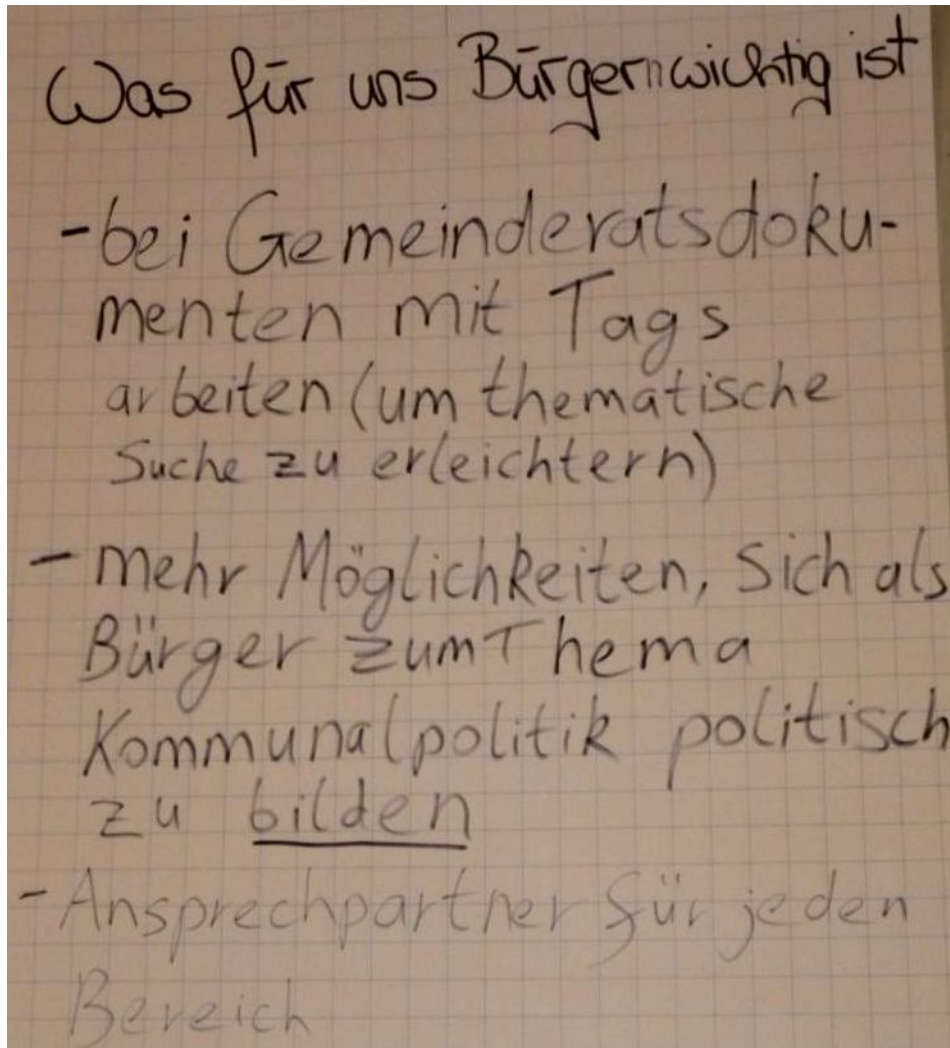 Was für uns Bürgern wichtig ist
- bei Gemeinderatsdoku-
menten mit Tags
arbeiten (um thematische
Suche zu erleichtern)
- mehr Möglichkeiten, sich als
Bürger zum Thema
Kommunalpolitik politisch
zu bilden
- Ansprechpartner für jeden
Bereich